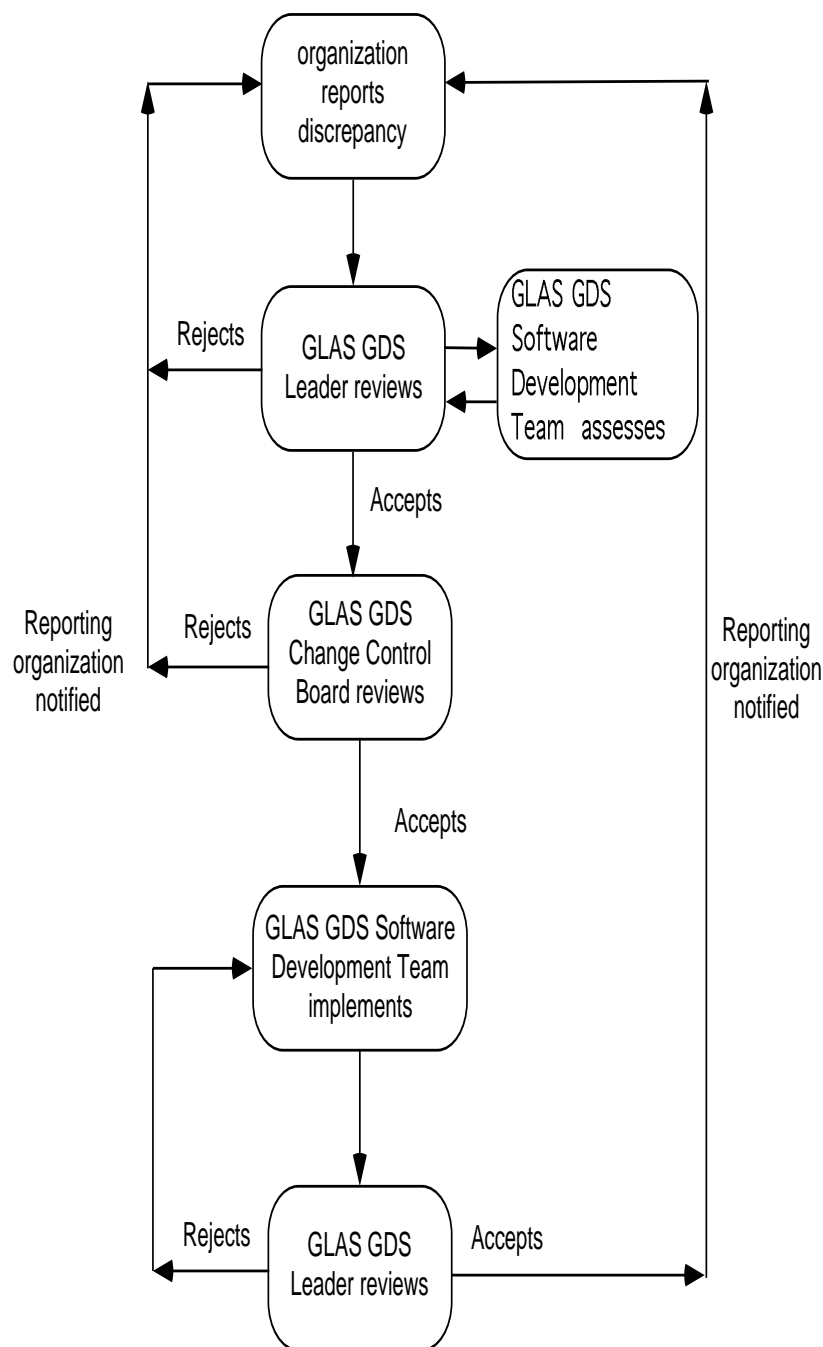 organization
reports
discrepancy
GLAS GDS
Software
Development
Team assesses
Rejects
GLAS GDS
Leader reviews
Accepts
GLAS GDS
Change Control
Board reviews
Rejects
Reporting
organization
notified
Reporting
organization
notified
Accepts
GLAS GDS Software
Development Team
implements
Rejects
GLAS GDS
Leader reviews
Accepts